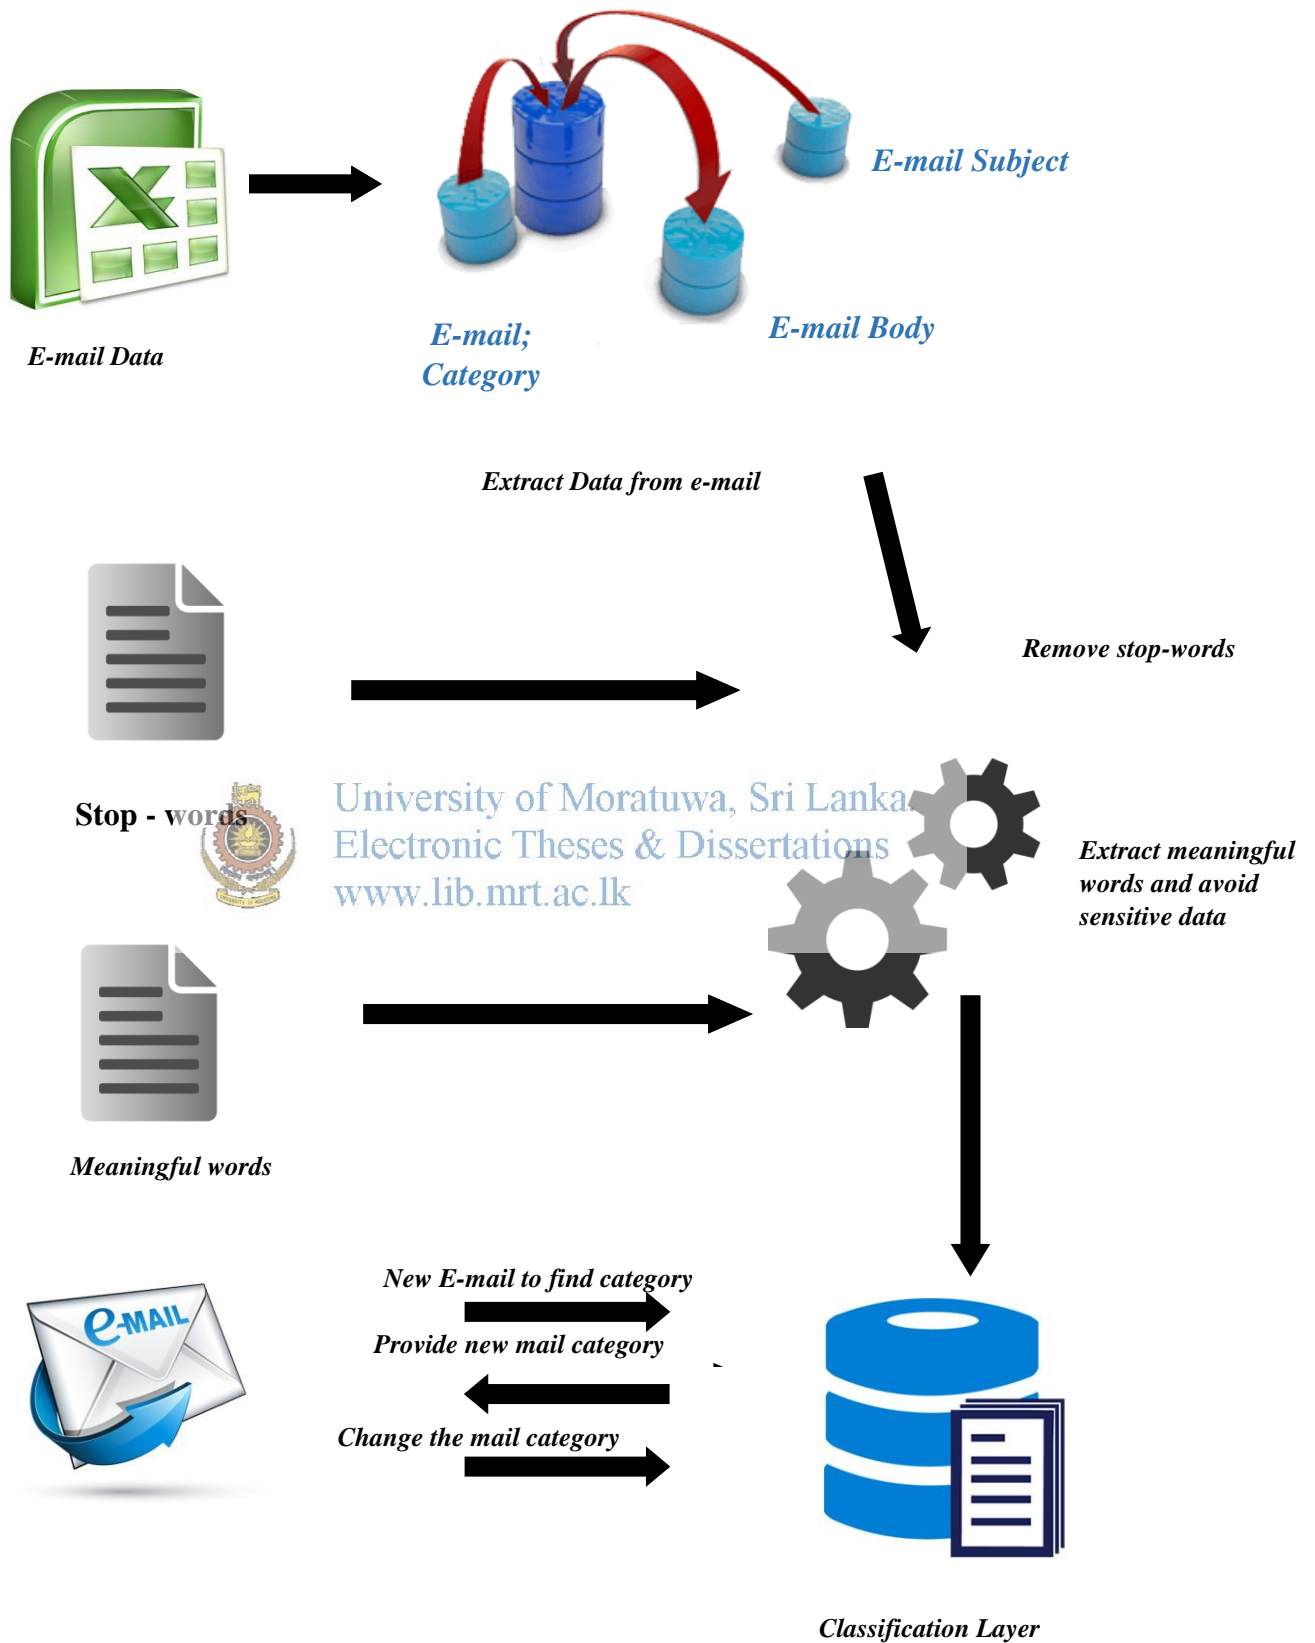 E-mail Subject
E-mail Body
E-mail;
Category
E-mail Data
Extract Data from e-mail
Remove stop-words
Stop - words
University of Moratuwa, Sri Lanka.
Electronic Theses & Dissertations
www.lib.mrt.ac.lk
Extract meaningful
words and avoid
sensitive data
Meaningful words
New E-mail to find category
e-MAIL
Provide new mail category
Change the mail category
Classification Layer